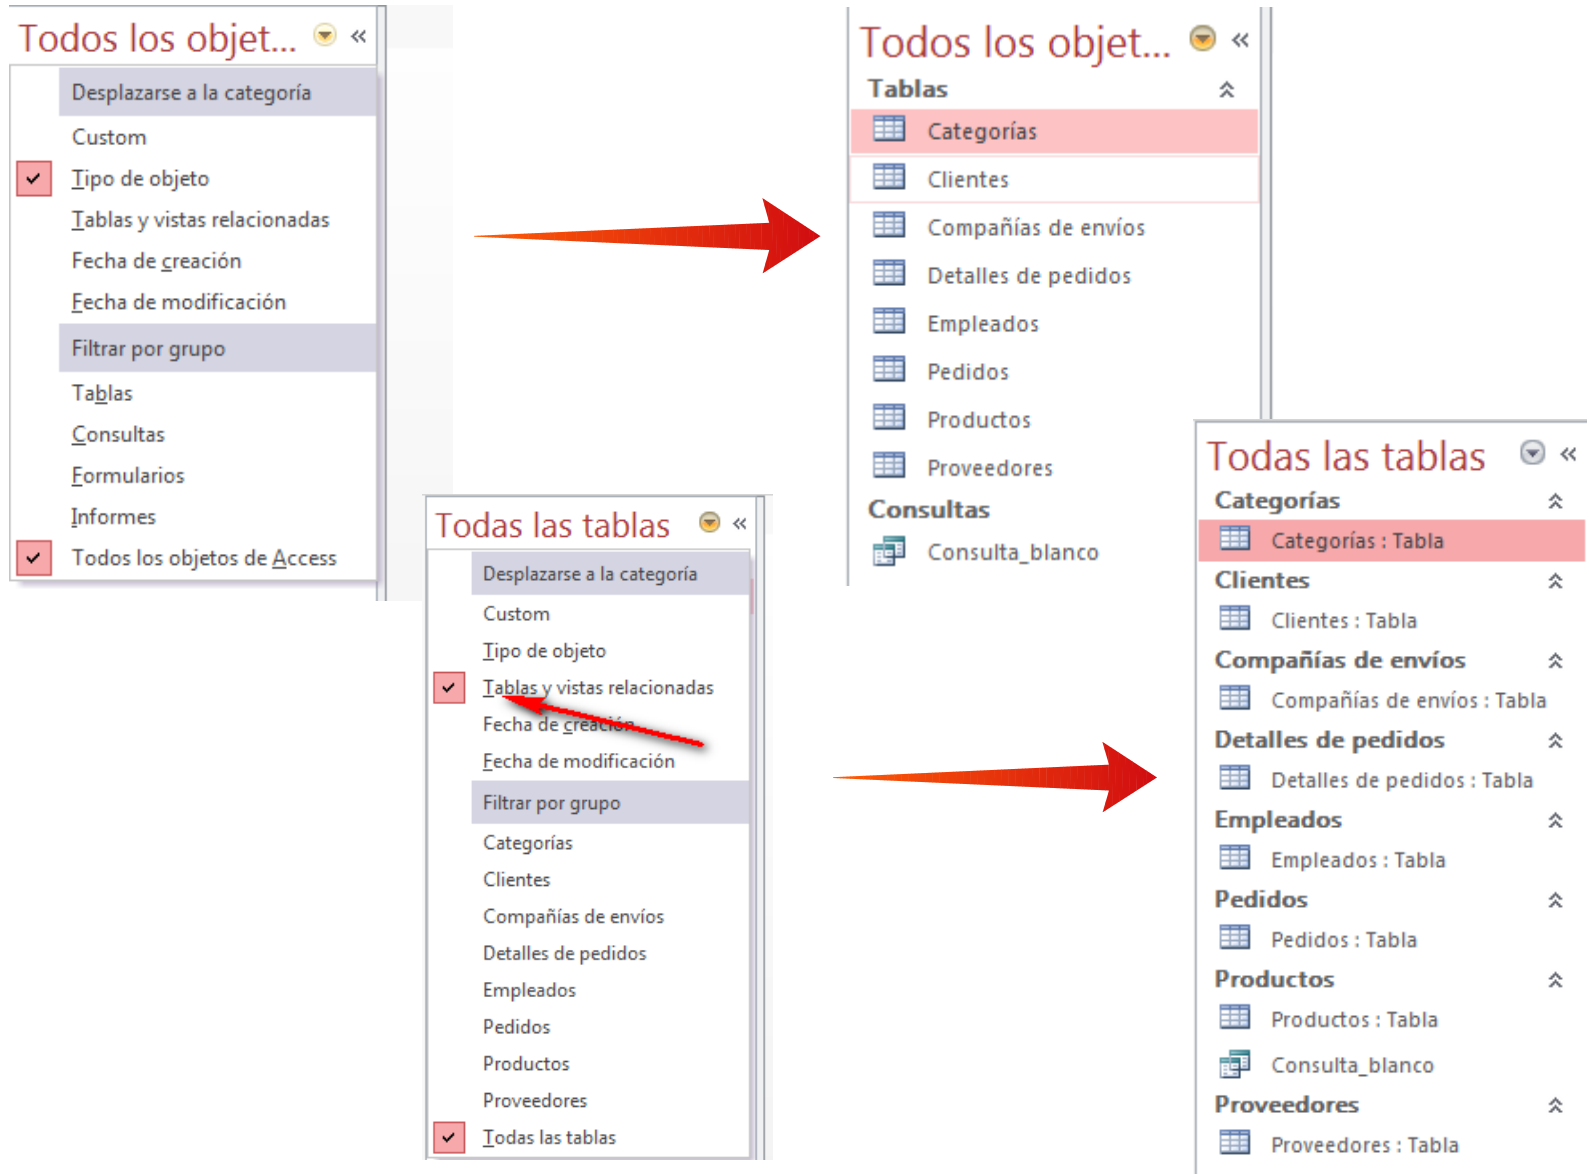 Todos los objet...
Desplazarse a la categoría
Custom
Tipo de objeto
Tablas y vistas relacionadas
Fecha de creación
Fecha de modificación
Filtrar por grupo
Tablas
Consultas
Formularios
Informes
Todos los objetos de Access
Todos los objet...
Tablas
Categorías
Clientes
Compañías de envíos
Detalles de pedidos
Empleados
Pedidos
Productos
Proveedores
Consultas
Consulta_blanco
Todas las tablas
Desplazarse a la categoría
Custom
Tipo de objeto
Tablas y vistas relacionadas
Fecha de creación
Fecha de modificación
Filtrar por grupo
Categorías
Clientes
Compañías de envíos
Detalles de pedidos
Empleados
Pedidos
Productos
Proveedores
Todas las tablas
Todas las tablas
Categorías
Categorías : Tabla
Clientes
Clientes : Tabla
Compañías de envíos
Compañías de envíos : Tabla
Detalles de pedidos
Detalles de pedidos : Tabla
Empleados
Empleados : Tabla
Pedidos
Pedidos : Tabla
Productos
Productos : Tabla
Consulta_blanco
Proveedores
Proveedores : Tabla